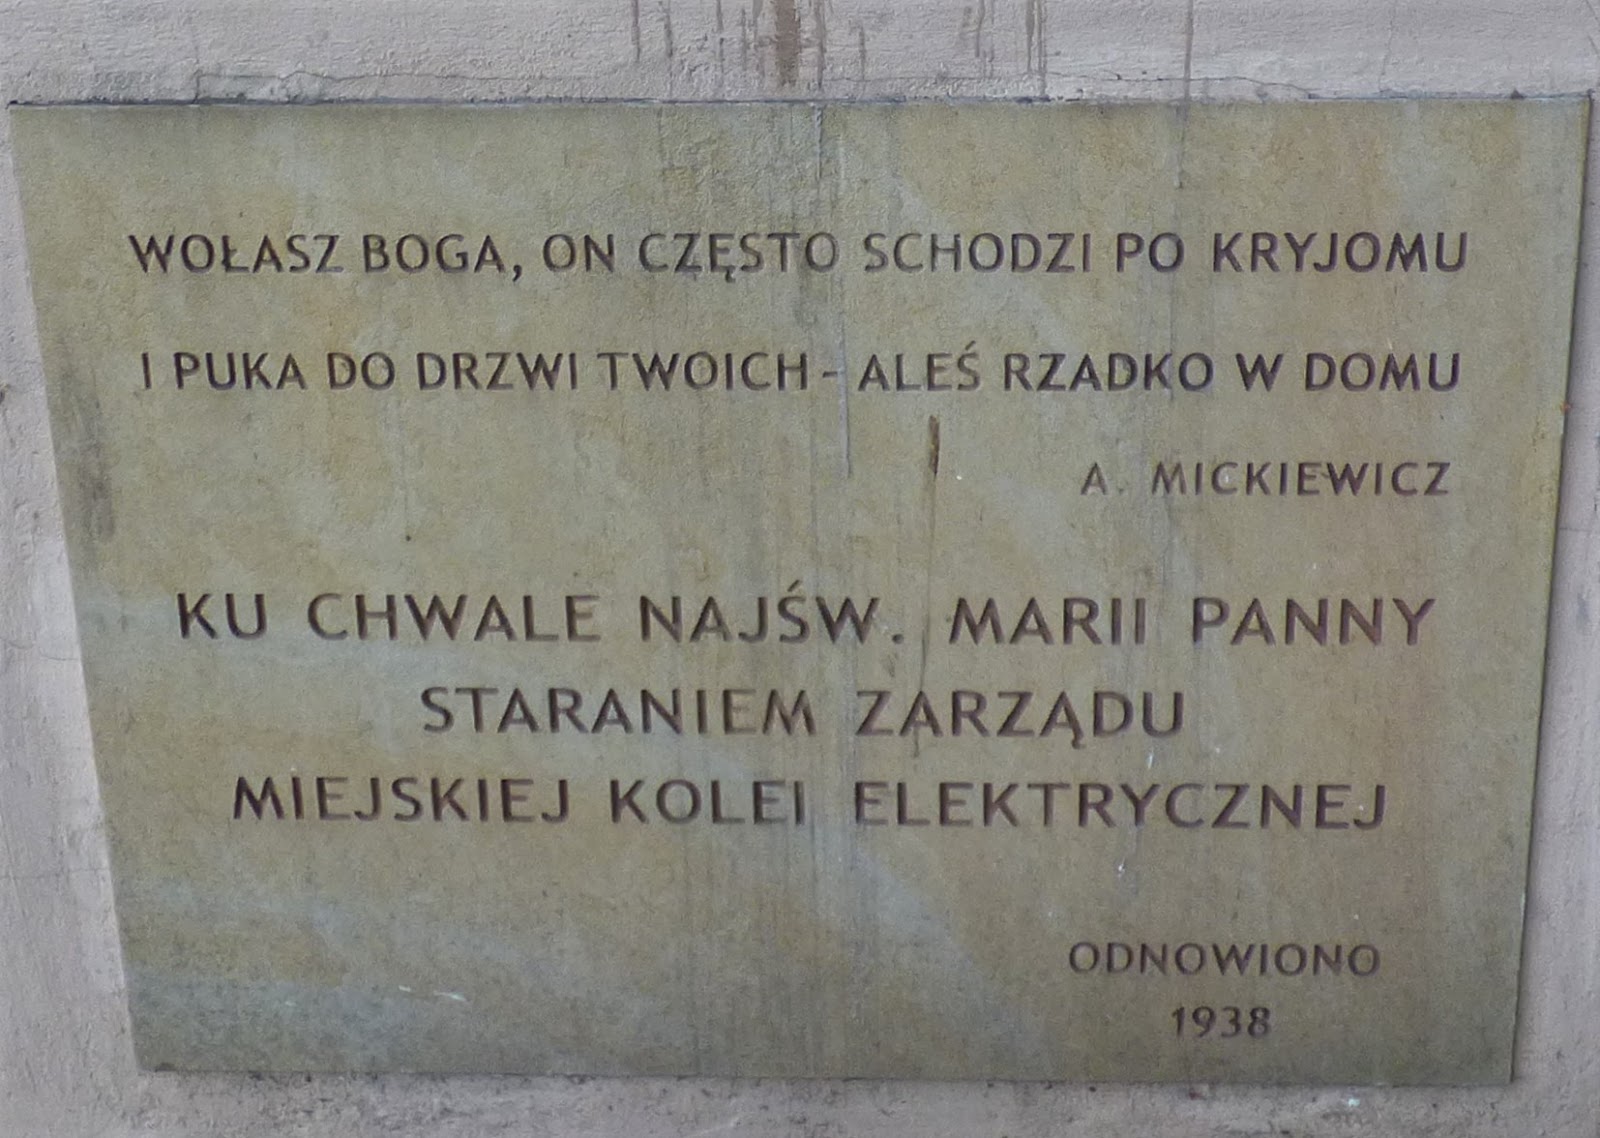 WOŁASZ BOGA, ON CZĘSTO SCHODZI PO KRYJOMU
I PUKA DO DRZWI TWOICH - ALEŚ RZADKO W DOMU
A. MICKIEWICZ
KU CHWALE NAJŚW. MARII PANNY
STARANIEM ZARZĄDU
MIEJSKIEJ KOLEI ELEKTRYCZNEJ
ODNOWIONO
1938